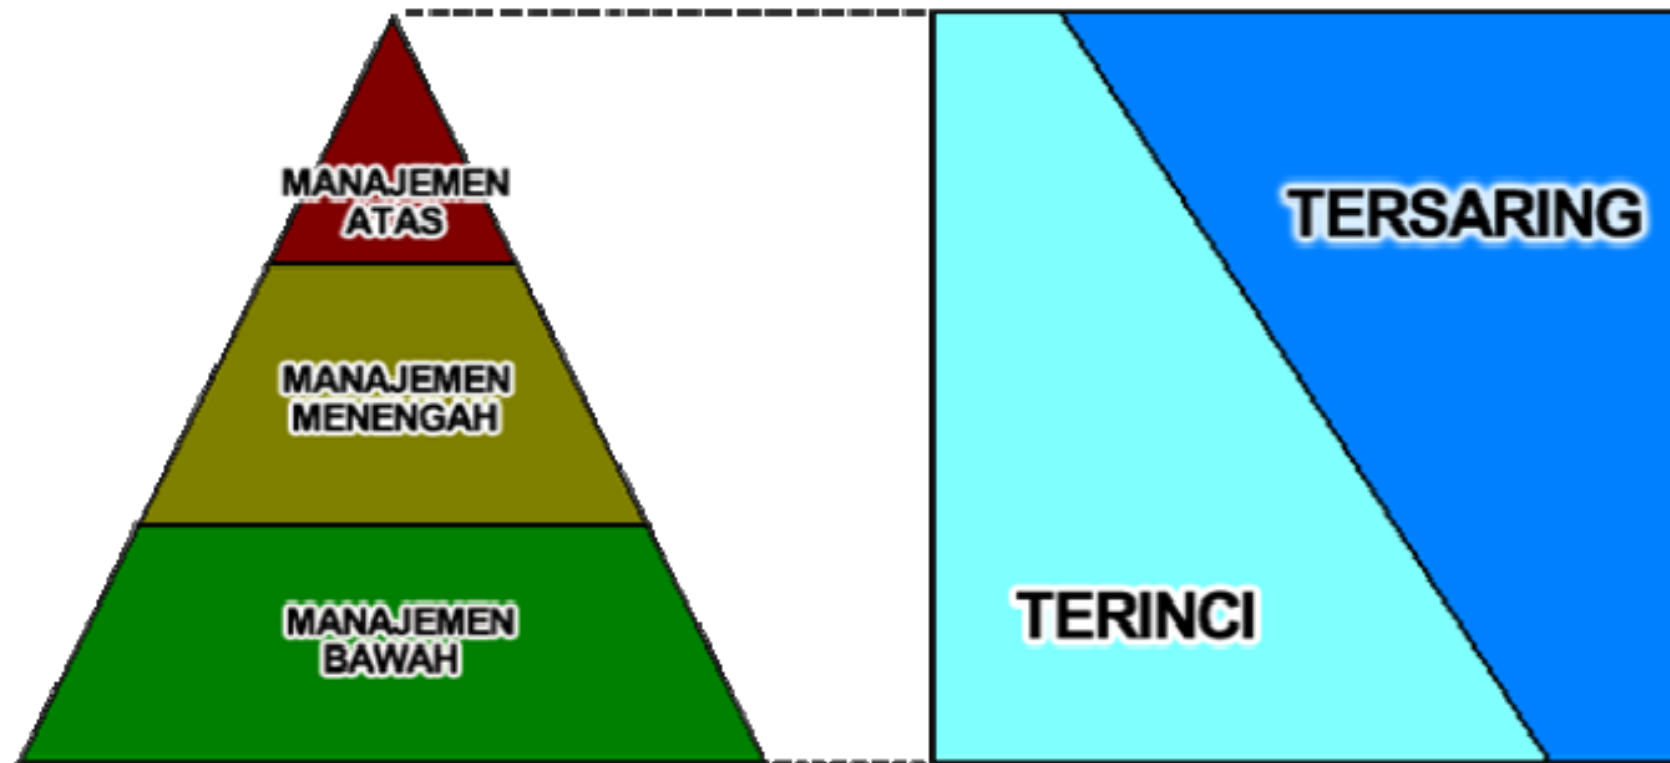 MANAJEMEN
ATAS
MANAJEMEN
MENENGAH
MANAJEMEN
BAWAH
TERSARING
TERINCI